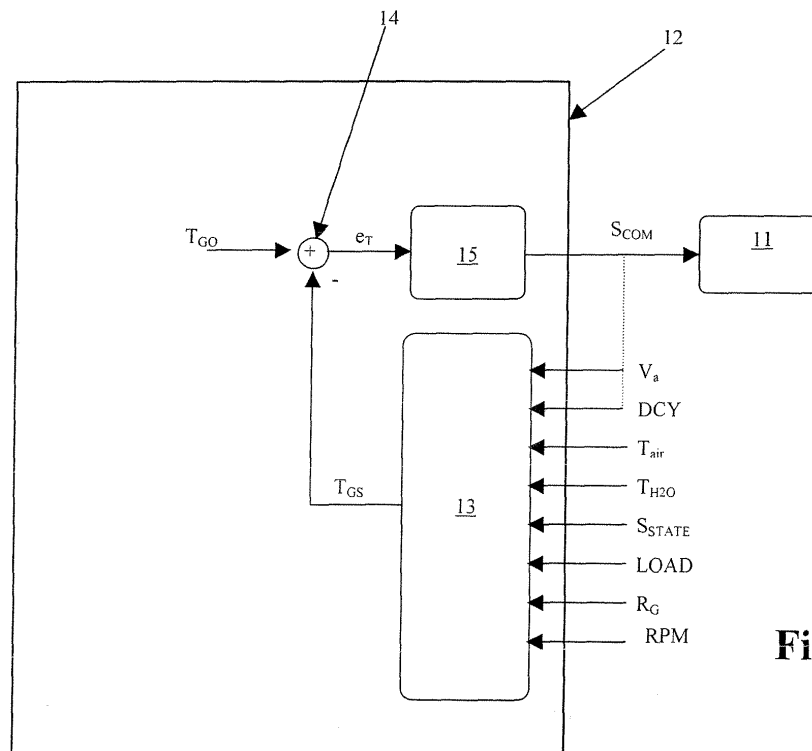 14
12
T_GO
+
e_T
15
S_COM
11
-
V_a
DCY
T_air
T_GS
T_H2O
13
S_STATE
LOAD
R_G
RPM
Fi